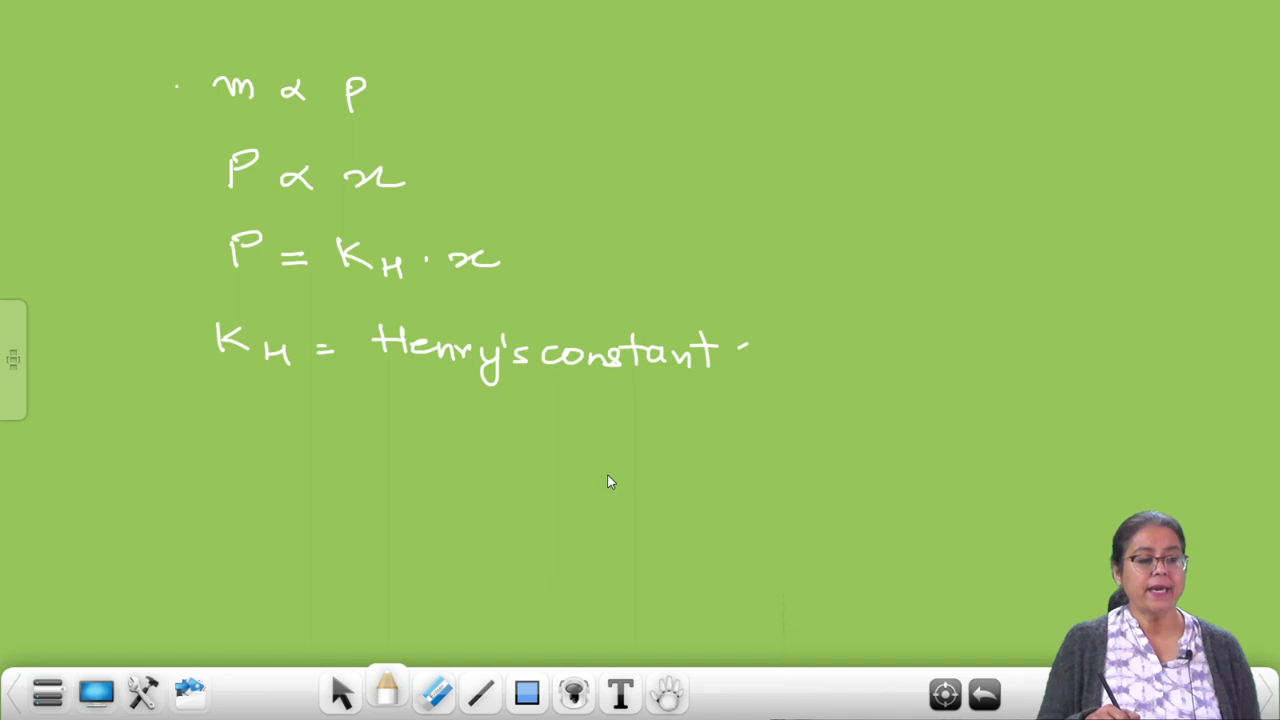 m ∝ p
P ∝ x
P = K_H · x
K_H = Henry's constant -
T